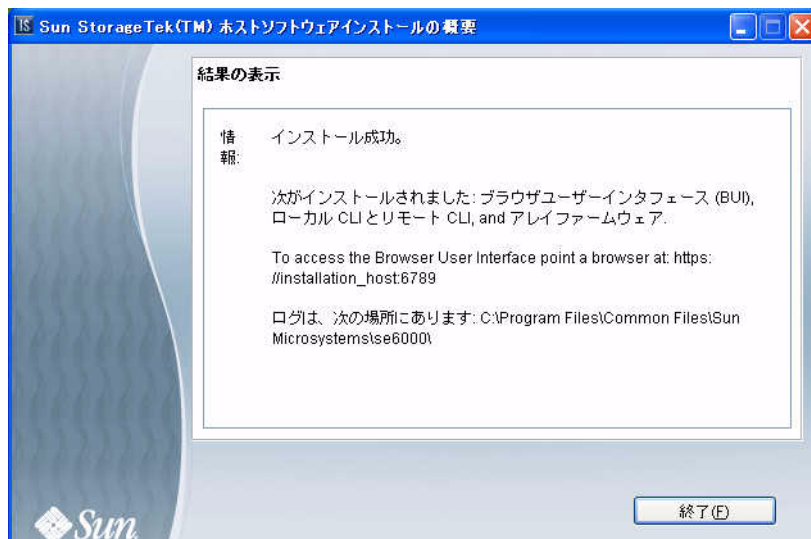 Sun StorageTek(TM) ホストソフトウェアインストールの概要
結果の表示
情報:
インストール成功。
次がインストールされました: ブラウザユーザーインタフェース (BUI),
ローカル CLI とリモート CLI, and アレイファームウェア.
To access the Browser User Interface point a browser at: https:
//installation_host:6789
ログは、次の場所にあります: C:\Program Files\Common Files\Sun
Microsystems\se6000\
Sun
終了(F)